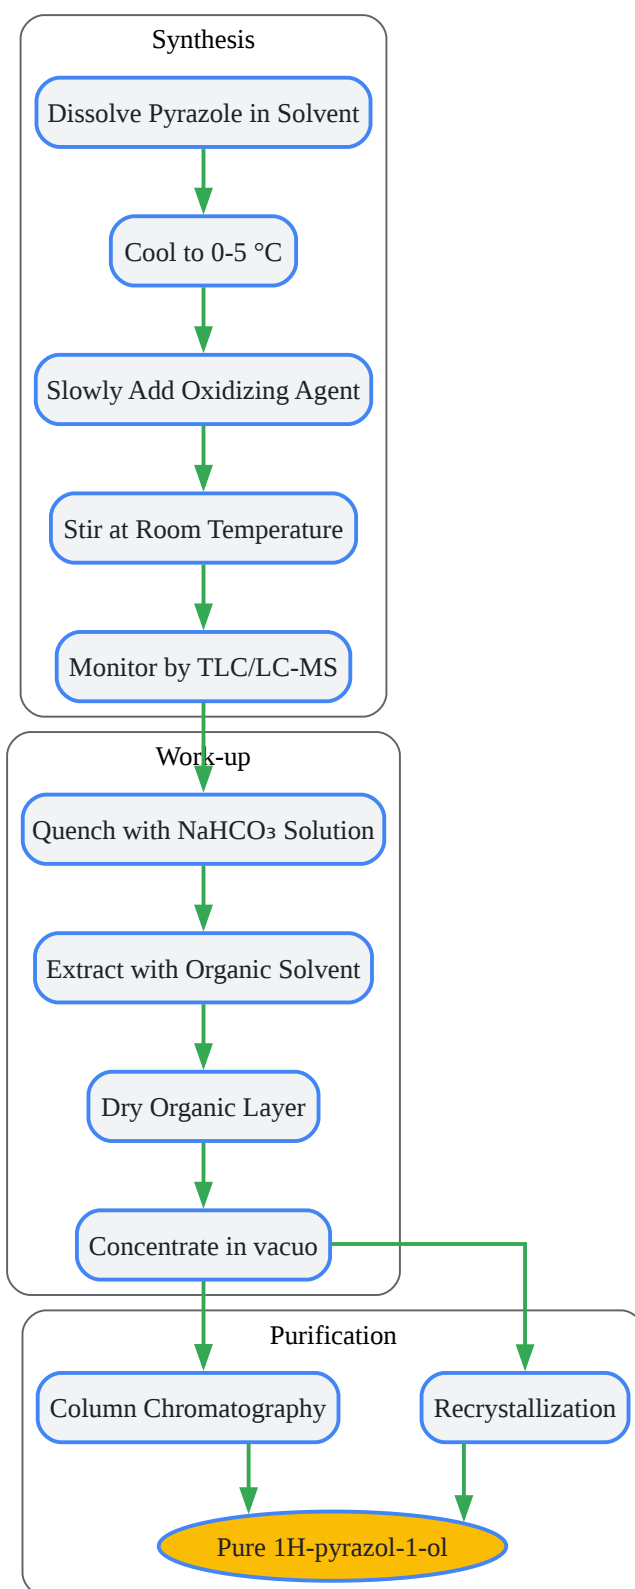 Synthesis
Dissolve Pyrazole in Solvent
Cool to 0-5 °C
Slowly Add Oxidizing Agent
Stir at Room Temperature
Monitor by TLC/LC-MS
Work-up
Quench with NaHCO₃ Solution
Extract with Organic Solvent
Dry Organic Layer
Concentrate in vacuo
Purification
Column Chromatography
Recrystallization
Pure 1H-pyrazol-1-ol